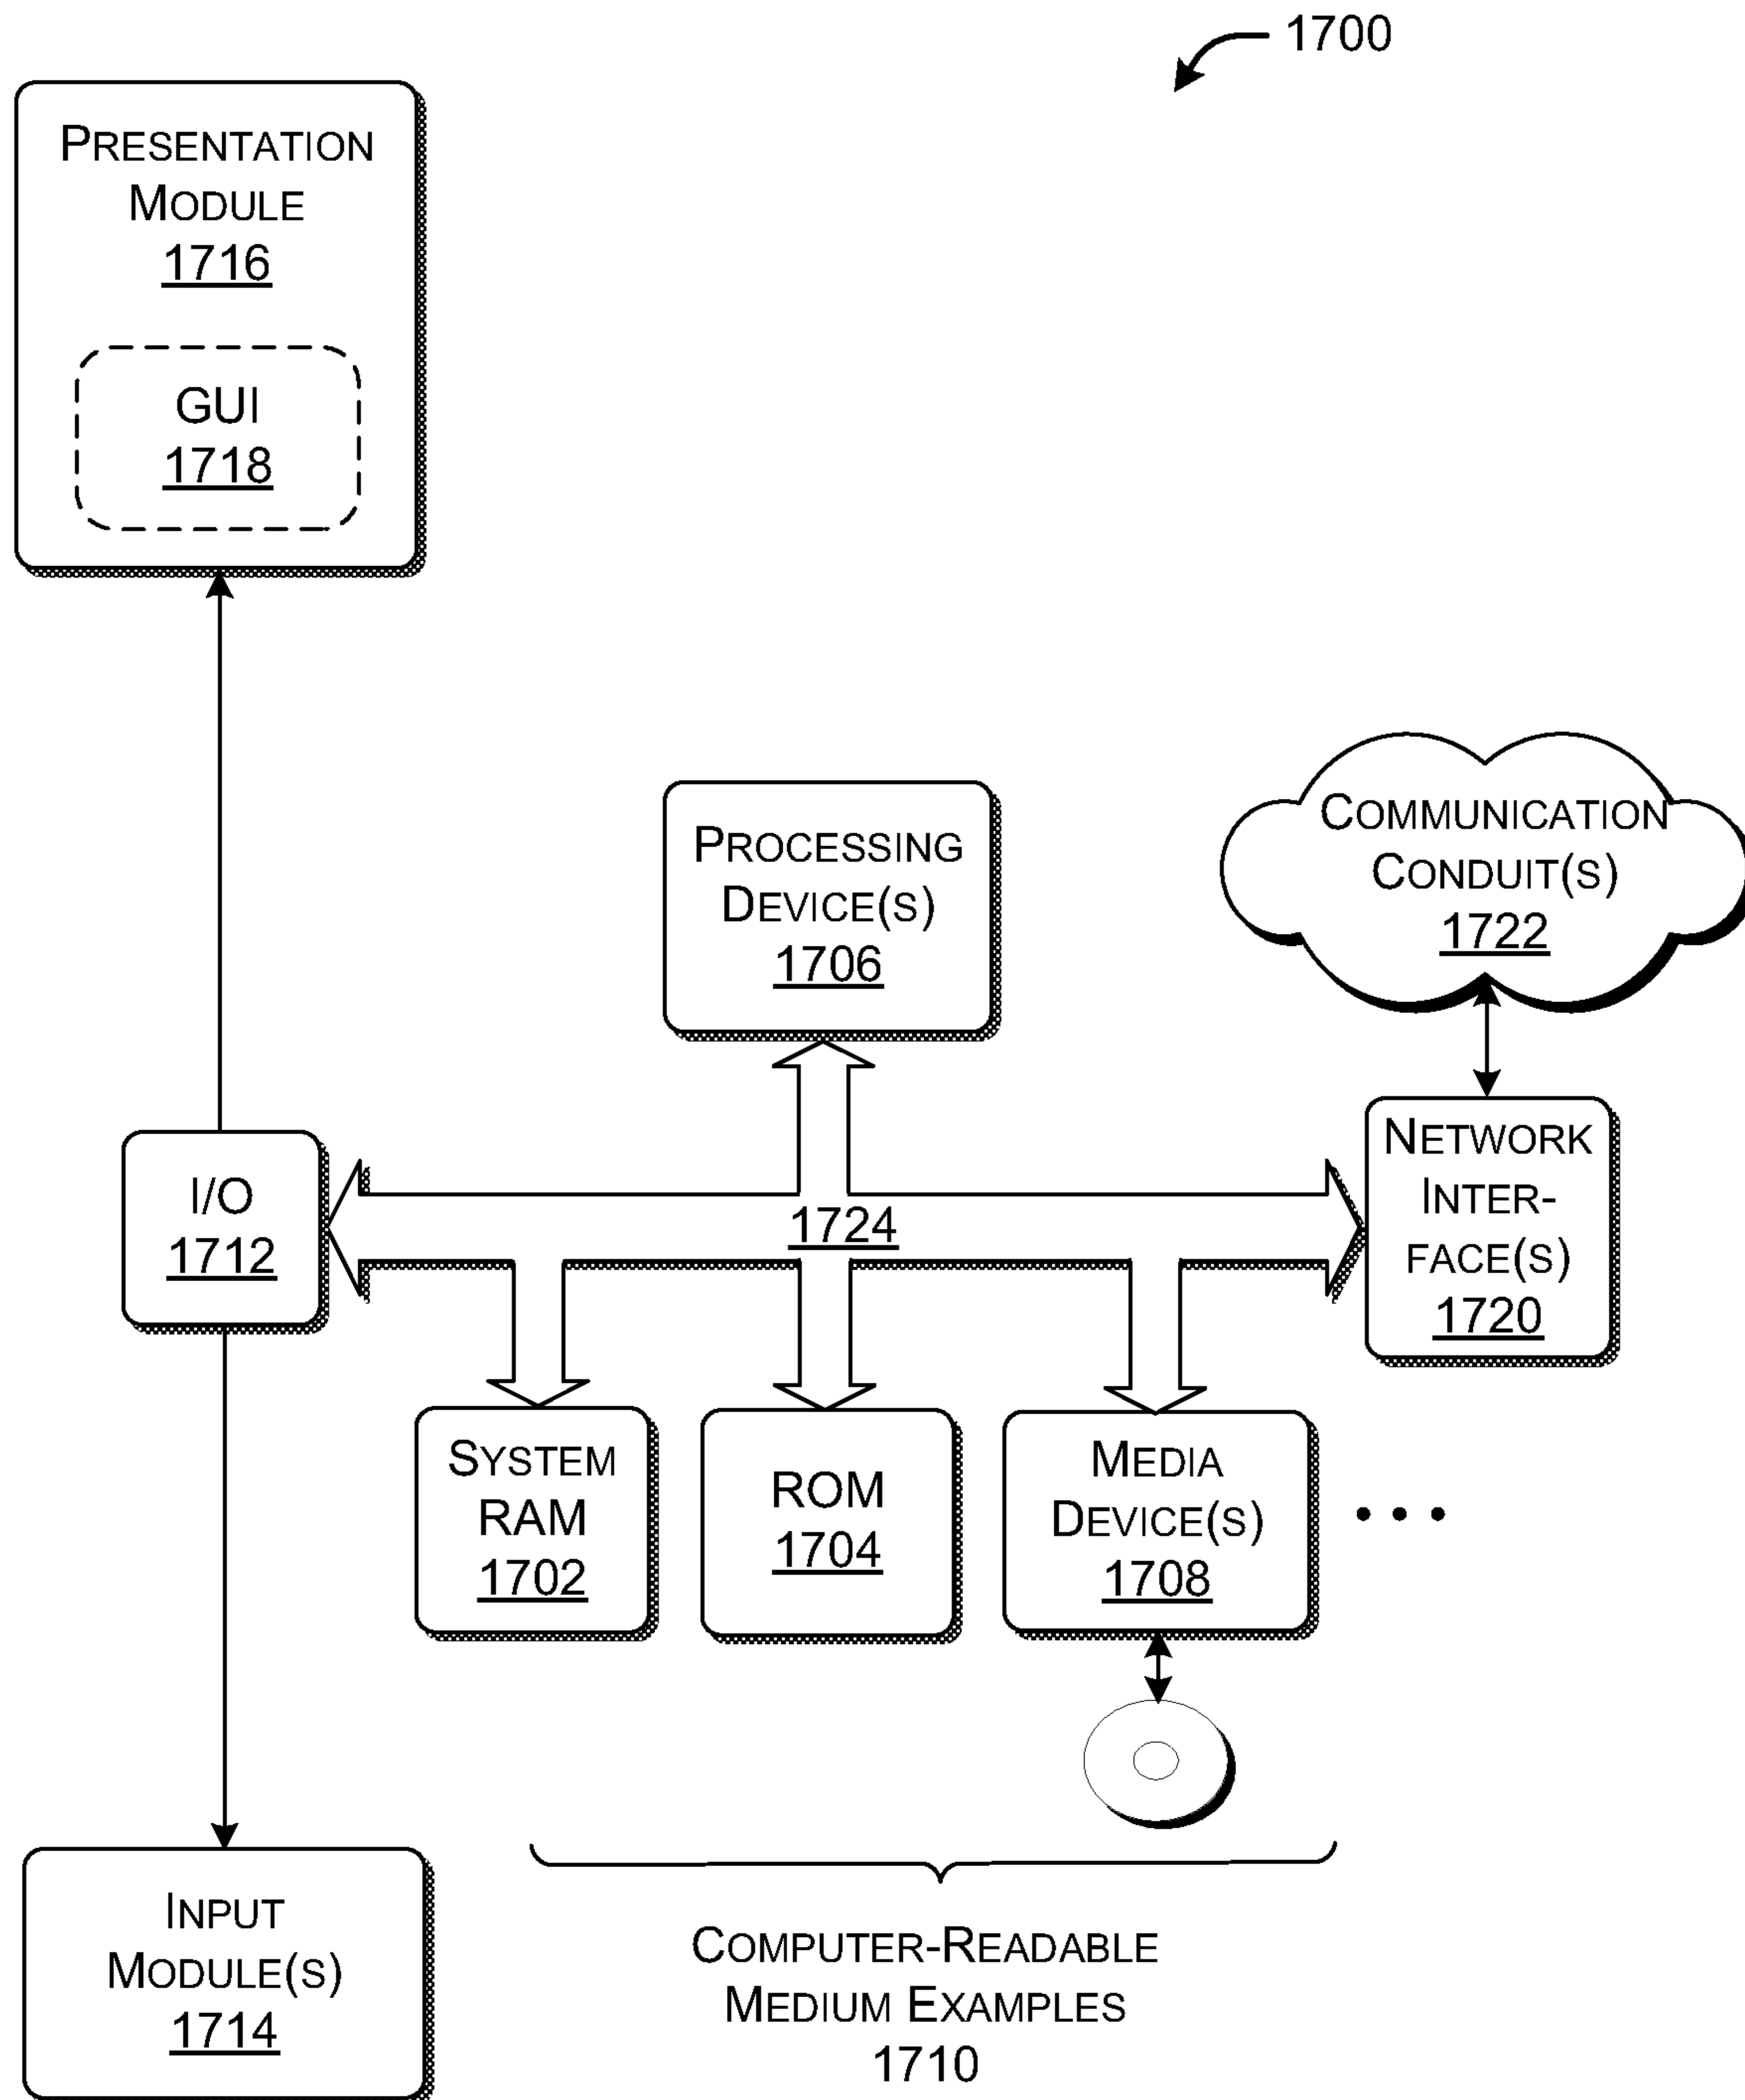 1700
PRESENTATION
MODULE
1716
GUI
1718
PROCESSING
DEVICE(S)
1706
COMMUNICATION
CONDUIT(S)
1722
I/O
1712
1724
NETWORK
INTER-
FACE(S)
1720
SYSTEM
RAM
1702
ROM
1704
MEDIA
DEVICE(S)
1708
• • •
INPUT
MODULE(S)
1714
COMPUTER-READABLE
MEDIUM EXAMPLES
1710